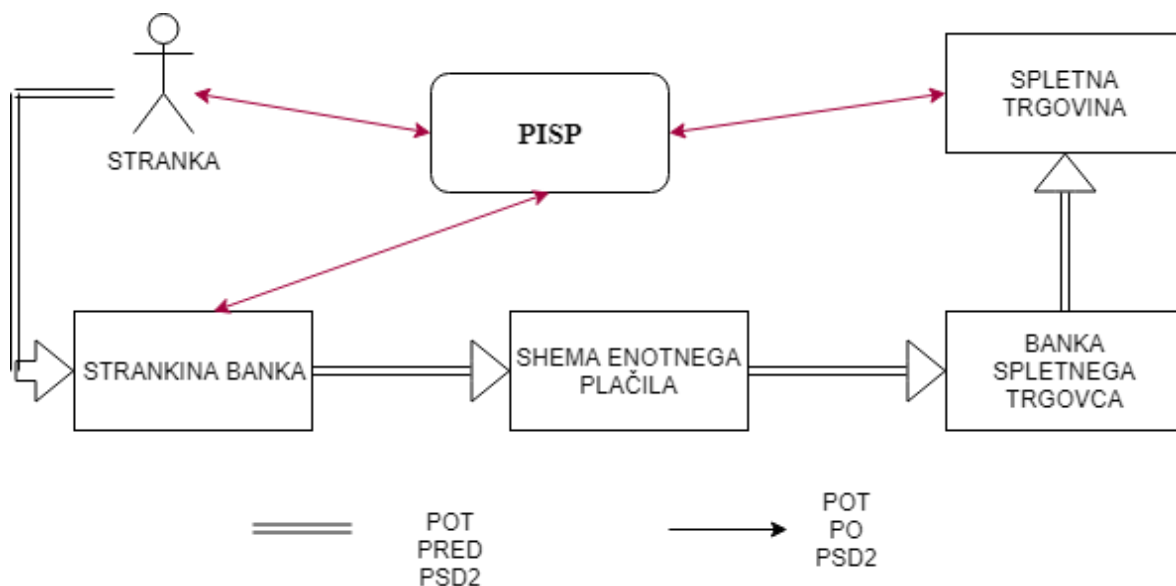 STRANKA
PISP
SPLETNA
TRGOVINA
STRANKINA BANKA
SHEMA ENOTNEGA
PLAČILA
BANKA
SPLETNEGA
TRGOVCA
POT
PRED
PSD2
POT
PO
PSD2